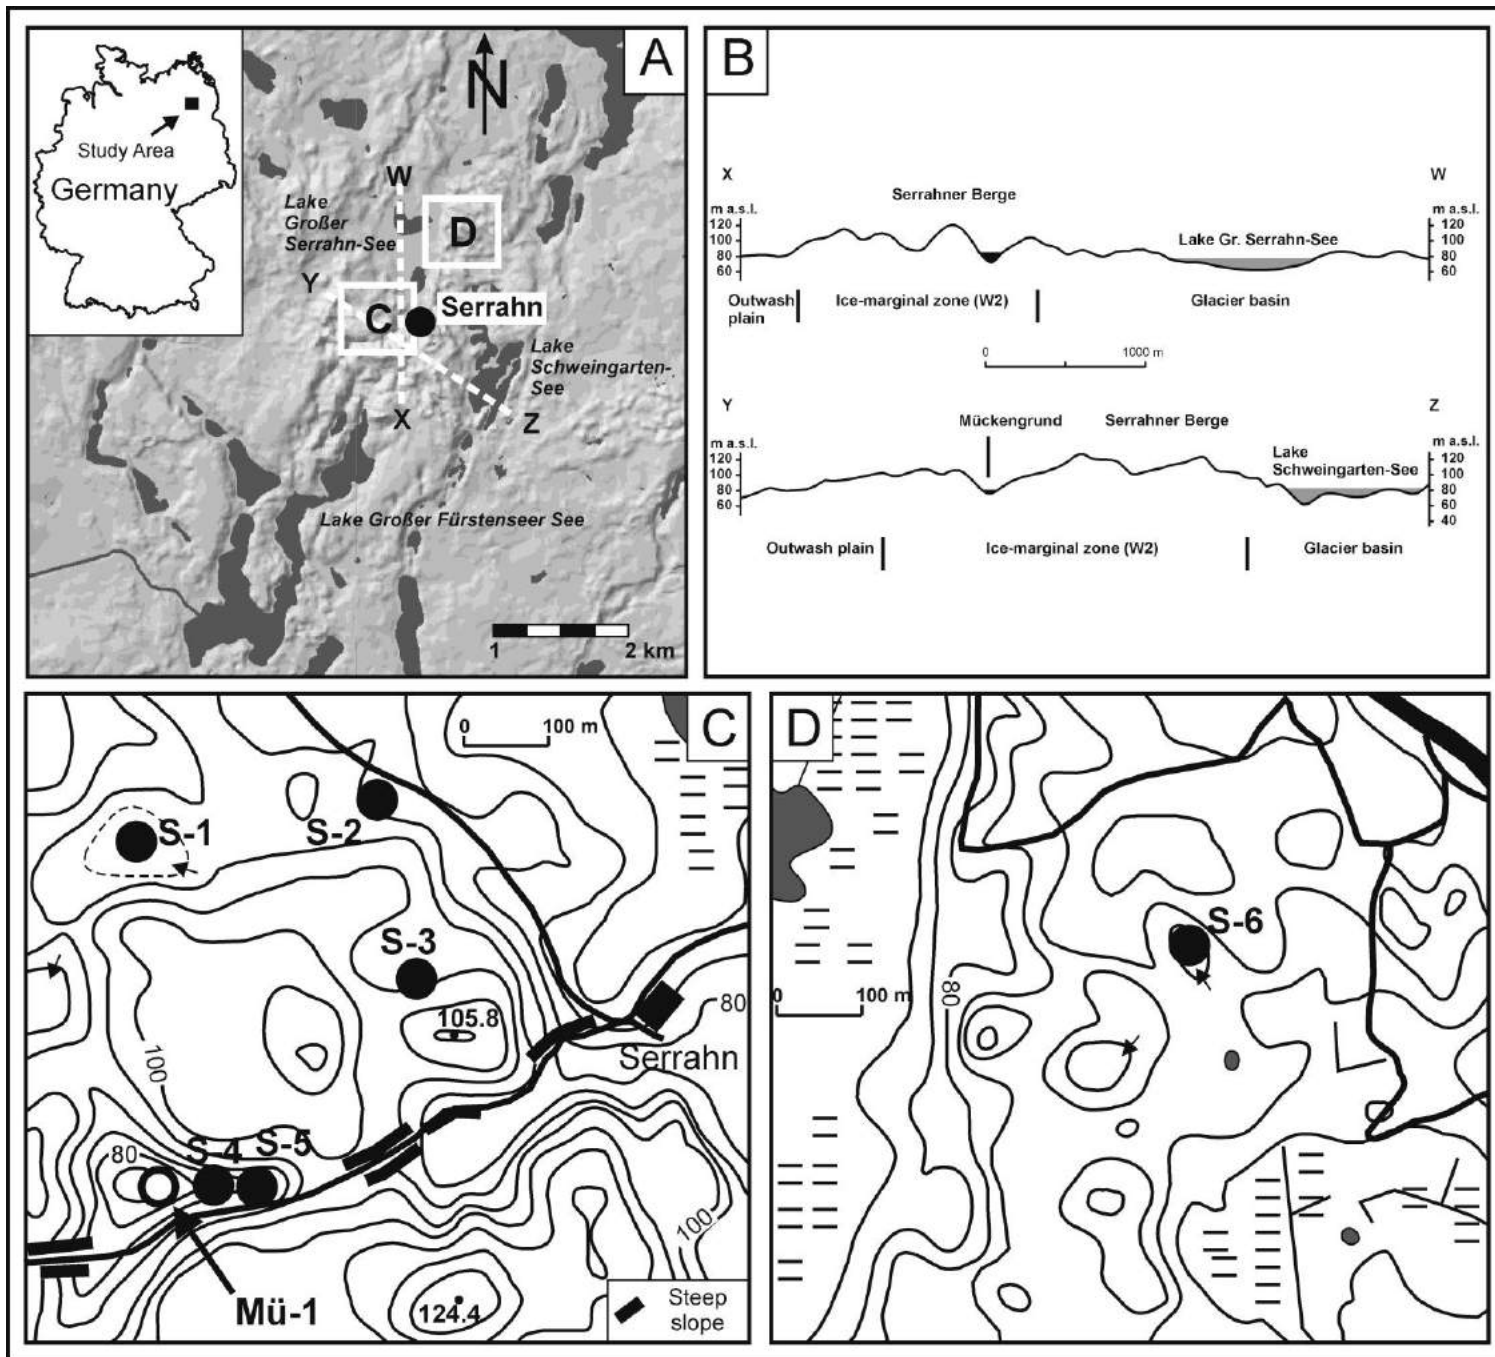 A
N
Study Area
Germany
W
Lake
Großer
Serrahn-See
D
Y
C
Serrahn
Lake
Schweingarten-
See
X
Z
Lake Großer Fürstenseer See
1
2 km
B
X
W
Serrahner Berge
m a.s.l.
m a.s.l.
120
100
80
60
Lake Gr. Serrahn-See
120
100
80
60
Outwash
plain
Ice-marginal zone (W2)
Glacier basin
0
1000 m
Y
Z
Mückengrund
Serrahner Berge
m a.s.l.
m a.s.l.
120
100
80
60
Lake
Schweingarten-See
120
100
80
60
40
Outwash plain
Ice-marginal zone (W2)
Glacier basin
C
0
100 m
S-1
S-2
S-3
105.8
80
Serrahn
100
80
S-4
S-5
100
Mü-1
124.4
Steep
slope
D
S-6
0
100 m
80